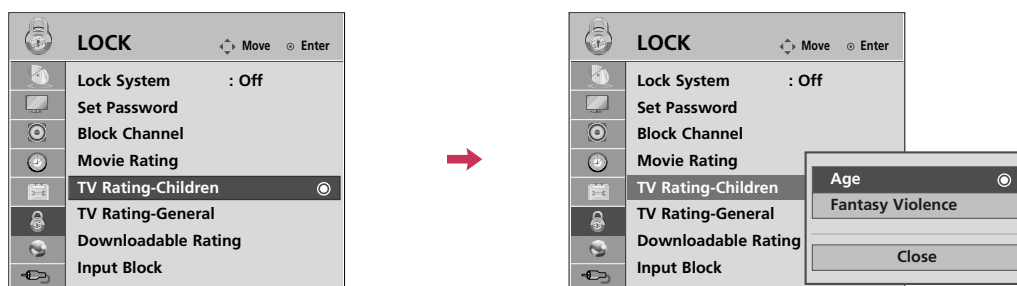 LOCK Move Enter
Lock System : Off
Set Password
Block Channel
Movie Rating
TV Rating-Children
TV Rating-General
Downloadable Rating
Input Block
LOCK Move Enter
Lock System : Off
Set Password
Block Channel
Movie Rating
TV Rating-Children
TV Rating-General
Downloadable Rating
Input Block
Age
Fantasy Violence
Close